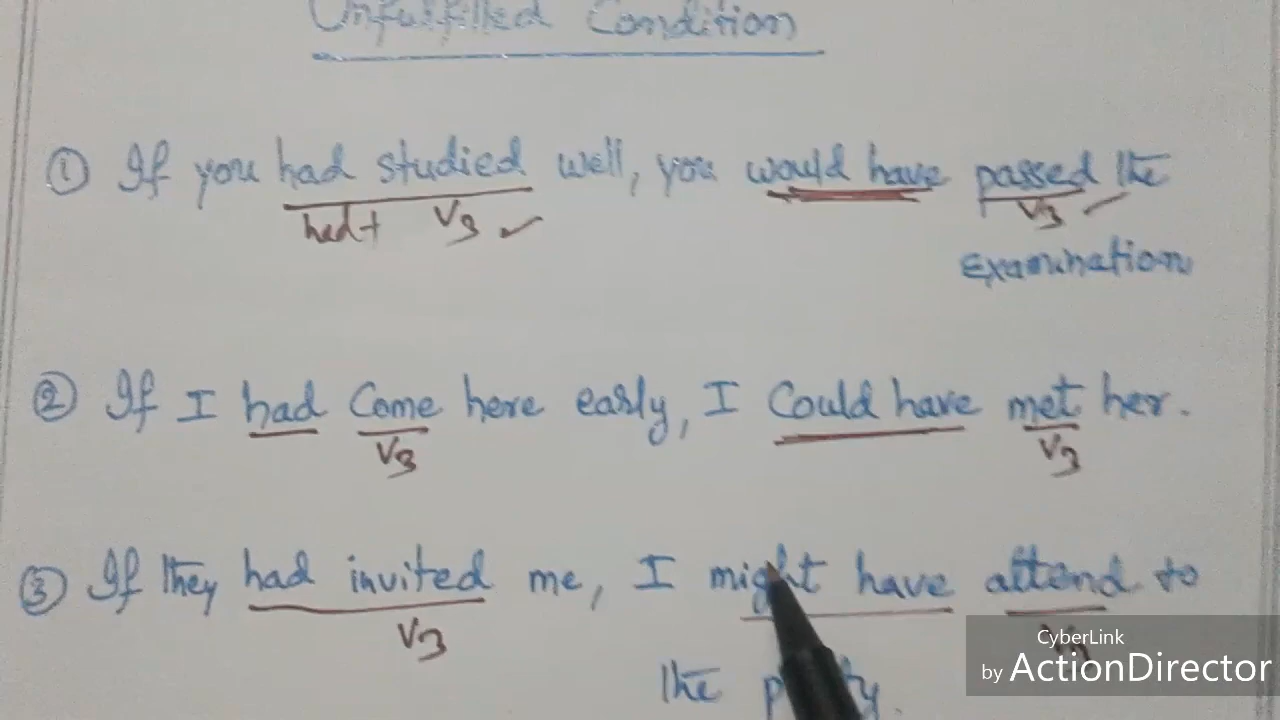 Unfulfilled Condition
① If you had studied well, you would have passed the
had+ V3 V3
Examination
② If I had Come here early, I Could have met her.
V3 V3
③ If they had invited me, I might have attend to
V3 V3
the party.
CyberLink
by ActionDirector